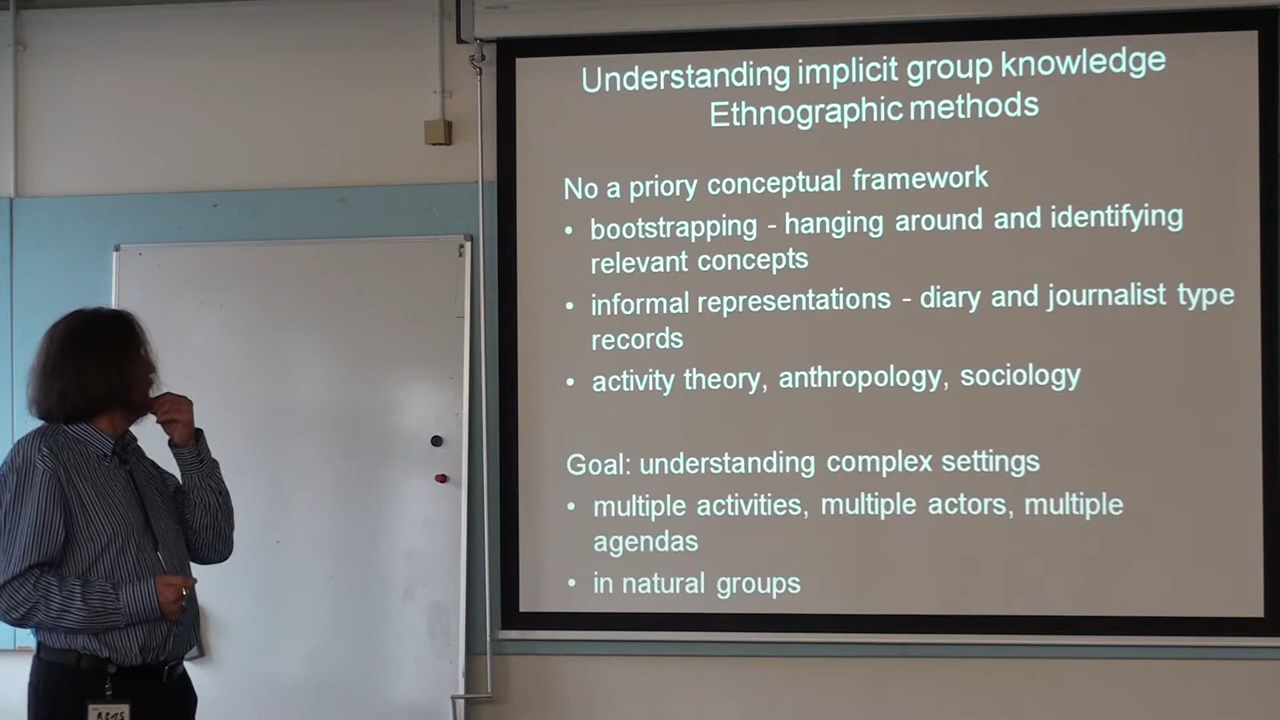 Understanding implicit group knowledge
Ethnographic methods
No a priory conceptual framework
• bootstrapping - hanging around and identifying
relevant concepts
• informal representations - diary and journalist type
records
• activity theory, anthropology, sociology
Goal: understanding complex settings
• multiple activities, multiple actors, multiple
agendas
• in natural groups